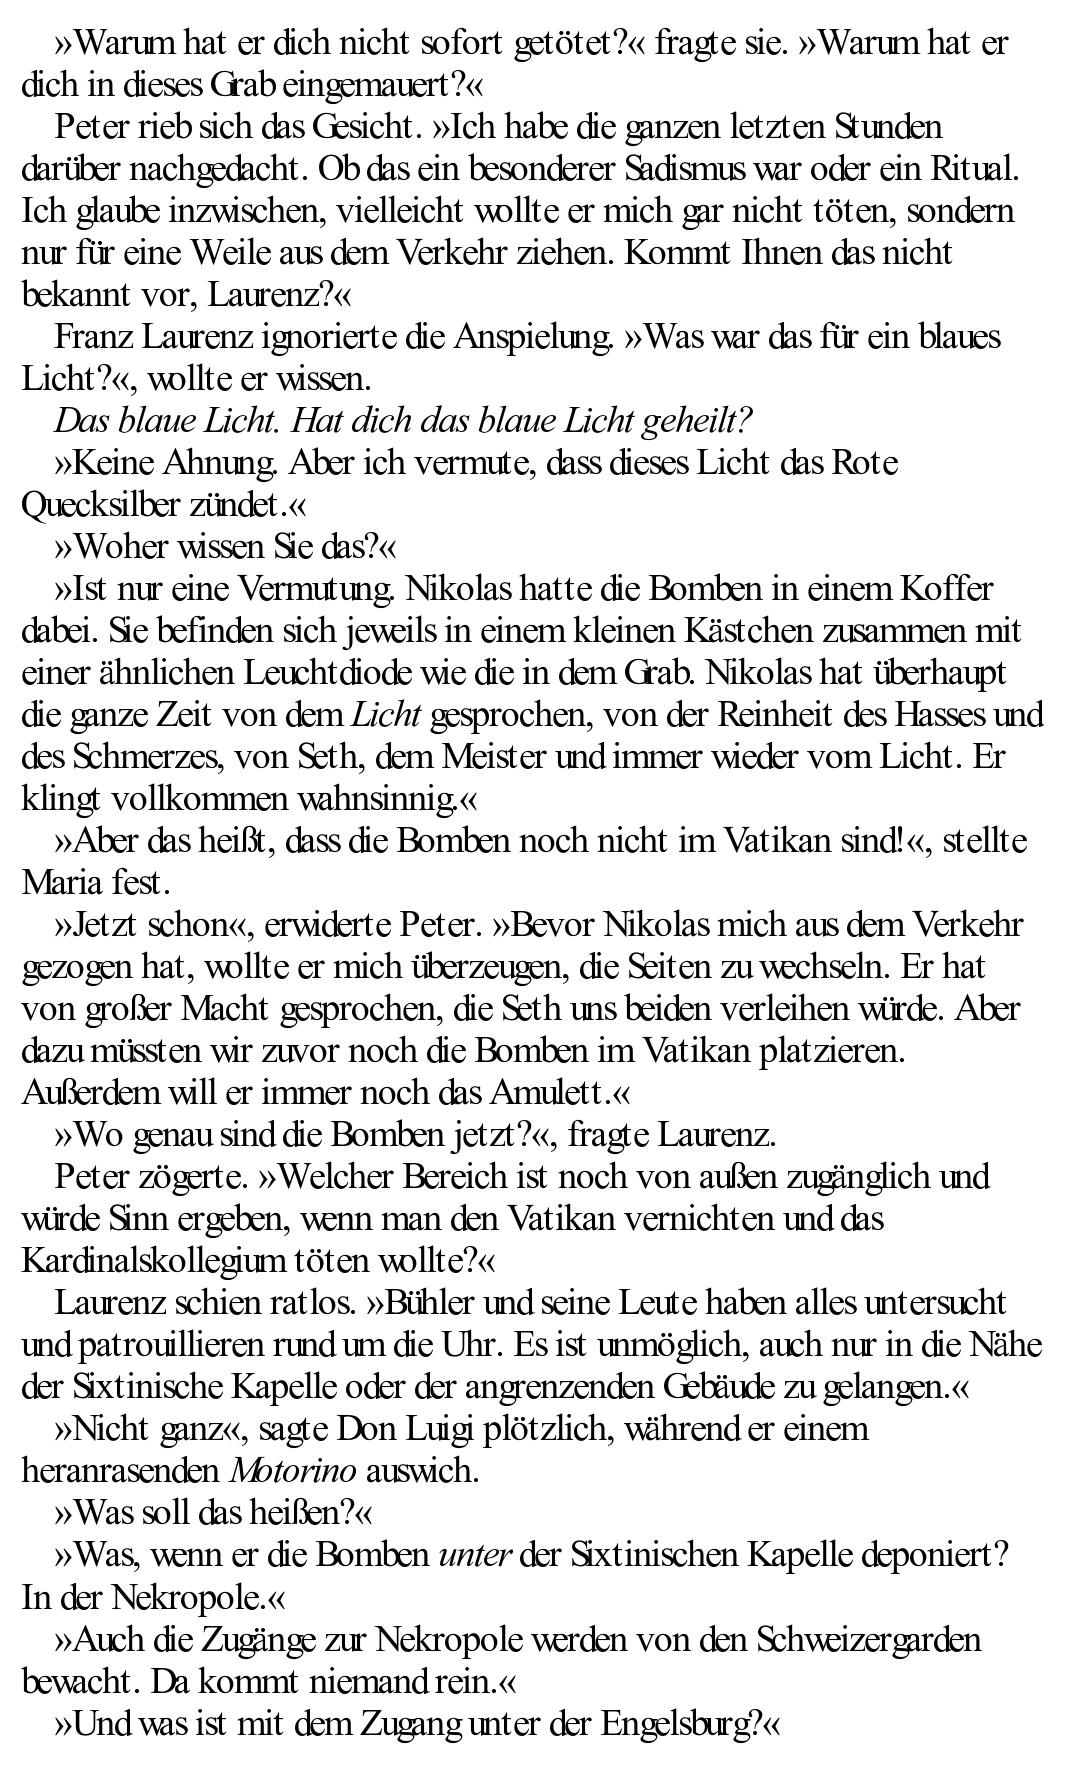 »Warum hat er dich nicht sofort getötet?« fragte sie. »Warum hat er
dich in dieses Grab eingemauert?«
Peter rieb sich das Gesicht. »Ich habe die ganzen letzten Stunden
darüber nachgedacht. Ob das ein besonderer Sadismus war oder ein Ritual.
Ich glaube inzwischen, vielleicht wollte er mich gar nicht töten, sondern
nur für eine Weile aus dem Verkehr ziehen. Kommt Ihnen das nicht
bekannt vor, Laurenz?«
Franz Laurenz ignorierte die Anspielung. »Was war das für ein blaues
Licht?«, wollte er wissen.
Das blaue Licht. Hat dich das blaue Licht geheilt?
»Keine Ahnung. Aber ich vermute, dass dieses Licht das Rote
Quecksilber zündet.«
»Woher wissen Sie das?«
»Ist nur eine Vermutung. Nikolas hatte die Bomben in einem Koffer
dabei. Sie befinden sich jeweils in einem kleinen Kästchen zusammen mit
einer ähnlichen Leuchtdiode wie die in dem Grab. Nikolas hat überhaupt
die ganze Zeit von dem Licht gesprochen, von der Reinheit des Hasses und
des Schmerzes, von Seth, dem Meister und immer wieder vom Licht. Er
klingt vollkommen wahnsinnig.«
»Aber das heißt, dass die Bomben noch nicht im Vatikan sind!«, stellte
Maria fest.
»Jetzt schon«, erwiderte Peter. »Bevor Nikolas mich aus dem Verkehr
gezogen hat, wollte er mich überzeugen, die Seiten zu wechseln. Er hat
von großer Macht gesprochen, die Seth uns beiden verleihen würde. Aber
dazu müssten wir zuvor noch die Bomben im Vatikan platzieren.
Außerdem will er immer noch das Amulett.«
»Wo genau sind die Bomben jetzt?«, fragte Laurenz.
Peter zögerte. »Welcher Bereich ist noch von außen zugänglich und
würde Sinn ergeben, wenn man den Vatikan vernichten und das
Kardinalskollegium töten wollte?«
Laurenz schien ratlos. »Bühler und seine Leute haben alles untersucht
und patrouillieren rund um die Uhr. Es ist unmöglich, auch nur in die Nähe
der Sixtinische Kapelle oder der angrenzenden Gebäude zu gelangen.«
»Nicht ganz«, sagte Don Luigi plötzlich, während er einem
heranrasenden Motorino auswich.
»Was soll das heißen?«
»Was, wenn er die Bomben unter der Sixtinischen Kapelle deponiert?
In der Nekropole.«
»Auch die Zugänge zur Nekropole werden von den Schweizergarden
bewacht. Da kommt niemand rein.«
»Und was ist mit dem Zugang unter der Engelsburg?«